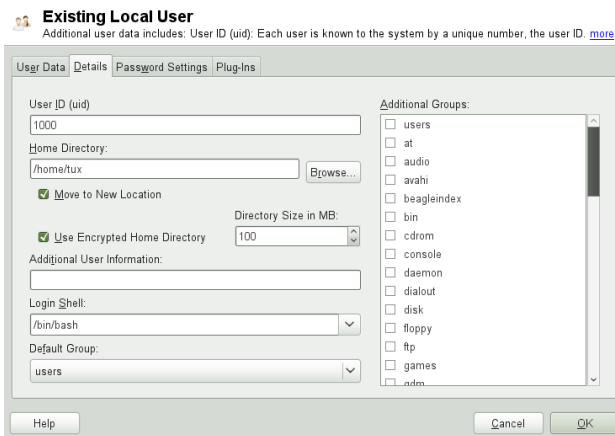 Existing Local User
Additional user data includes: User ID (uid): Each user is known to the system by a unique number, the user ID. more
User Data Details Password Settings Plug-Ins
User ID (uid)
1000
Home Directory:
/home/tux
Browse...
Move to New Location
Directory Size in MB:
Use Encrypted Home Directory
100
Additional User Information:
Login Shell:
/bin/bash
Default Group:
users
Additional Groups:
users
at
audio
avahi
beagleindex
bin
cdrom
console
daemon
dialout
disk
floppy
ftp
games
gdm
Help
Cancel
OK